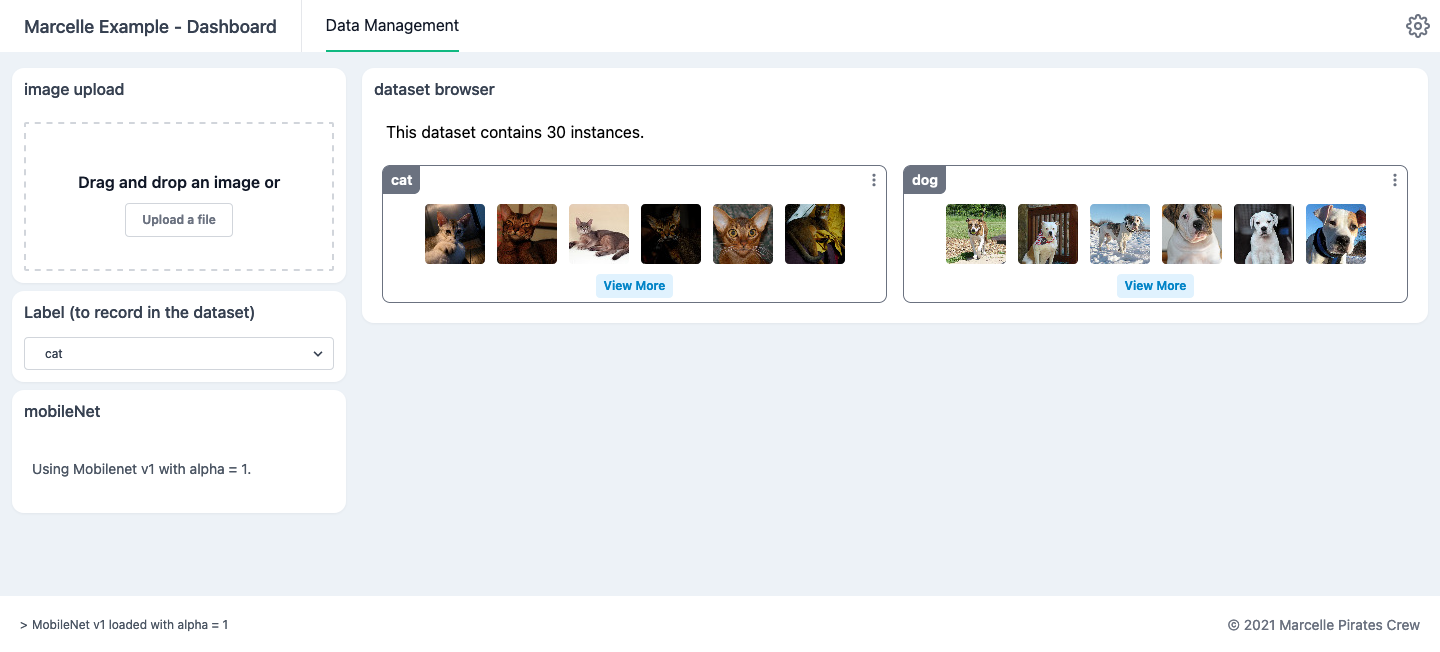 Marcelle Example - Dashboard
Data Management
image upload
Drag and drop an image or
Upload a file
Label (to record in the dataset)
cat
mobileNet
Using Mobilenet v1 with alpha = 1.
dataset browser
This dataset contains 30 instances.
cat
View More
dog
View More
> MobileNet v1 loaded with alpha = 1
© 2021 Marcelle Pirates Crew